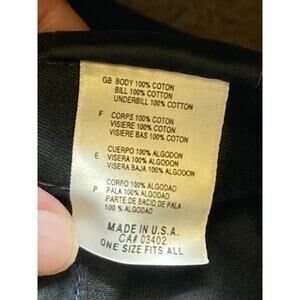 GB BODY 100% COTON
BILL 100% COTTON
UNDERBILL 100% COTTON
F CORPS 100% COTON
VISIERE 100% COTON
VISIERE BAS 100% COTON
CUERPO 100% ALGODON
E VISERA 100% ALGODON
VISERA BAJA 100% ALGODON
CORPO 100% ALGODAO
P PALA 100% ALGODAO
PARTE DE BACIO DE PALA
100 % ALGODAO
MADE IN U.S.A.
CA# 03402
ONE SIZE FITS ALL